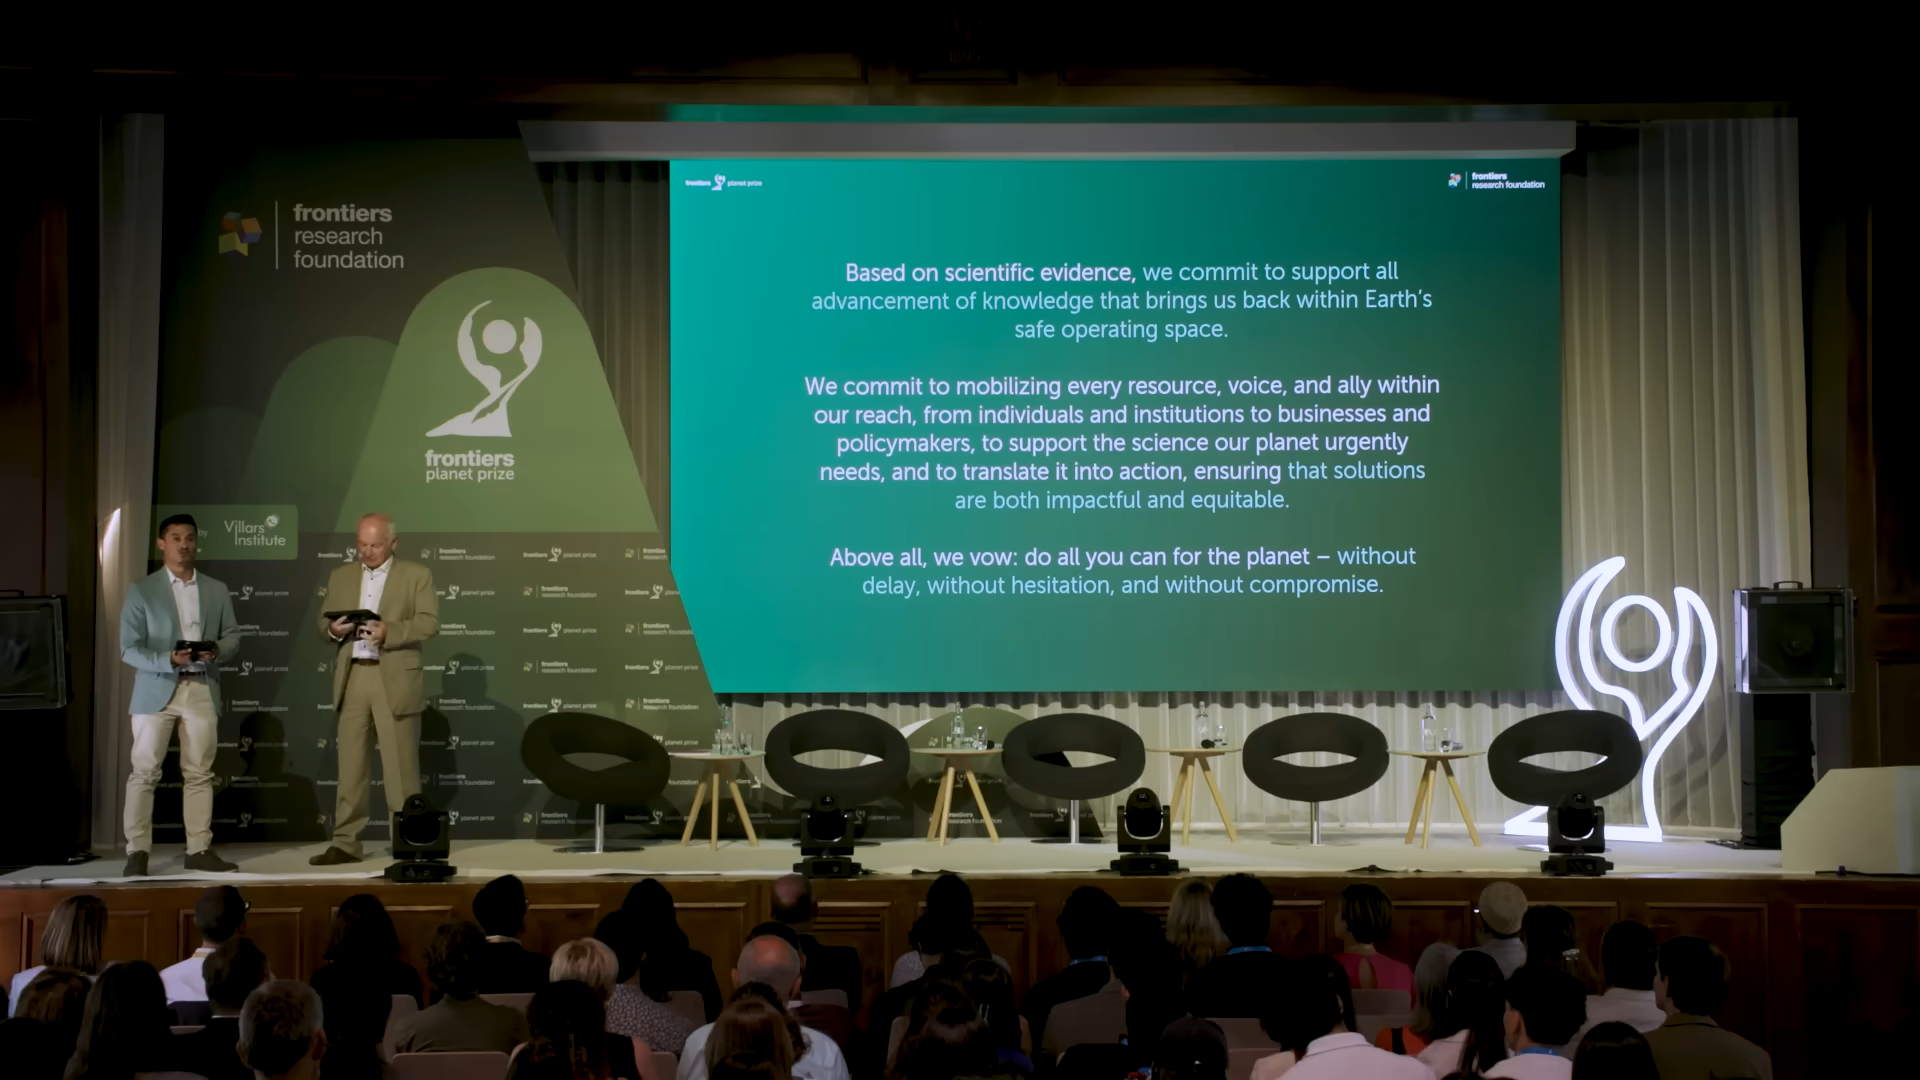 frontiers
research
foundation
frontiers
planet prize
by
Villars
Institute
frontiers planet prize
frontiers
research foundation
Based on scientific evidence, we commit to support all
advancement of knowledge that brings us back within Earth's
safe operating space.
We commit to mobilizing every resource, voice, and ally within
our reach, from individuals and institutions to businesses and
policymakers, to support the science our planet urgently
needs, and to translate it into action, ensuring that solutions
are both impactful and equitable.
Above all, we vow: do all you can for the planet – without
delay, without hesitation, and without compromise.